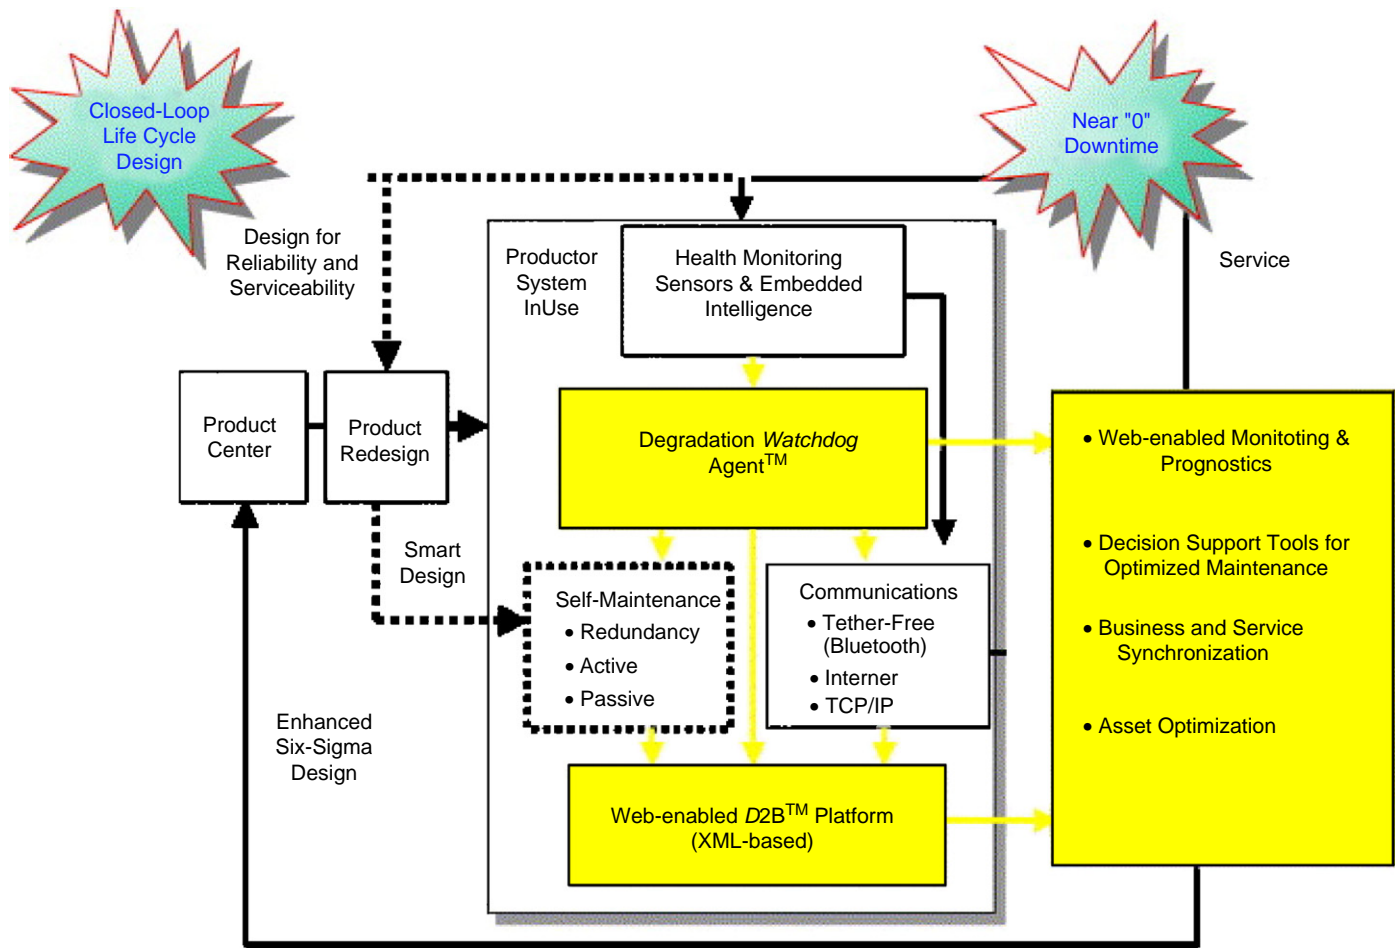 Closed-Loop
Life Cycle
Design
Near "0"
Downtime
Design for
Reliability and
Serviceability
Service
Productor
System
InUse
Health Monitoring
Sensors & Embedded
Intelligence
Product
Center
Product
Redesign
Degradation Watchdog
Agent™
• Web-enabled Monitoting &
Prognostics
• Decision Support Tools for
Optimized Maintenance
• Business and Service
Synchronization
• Asset Optimization
Smart
Design
Self-Maintenance
• Redundancy
• Active
• Passive
Communications
• Tether-Free
(Bluetooth)
• Interner
• TCP/IP
Enhanced
Six-Sigma
Design
Web-enabled D2B™ Platform
(XML-based)